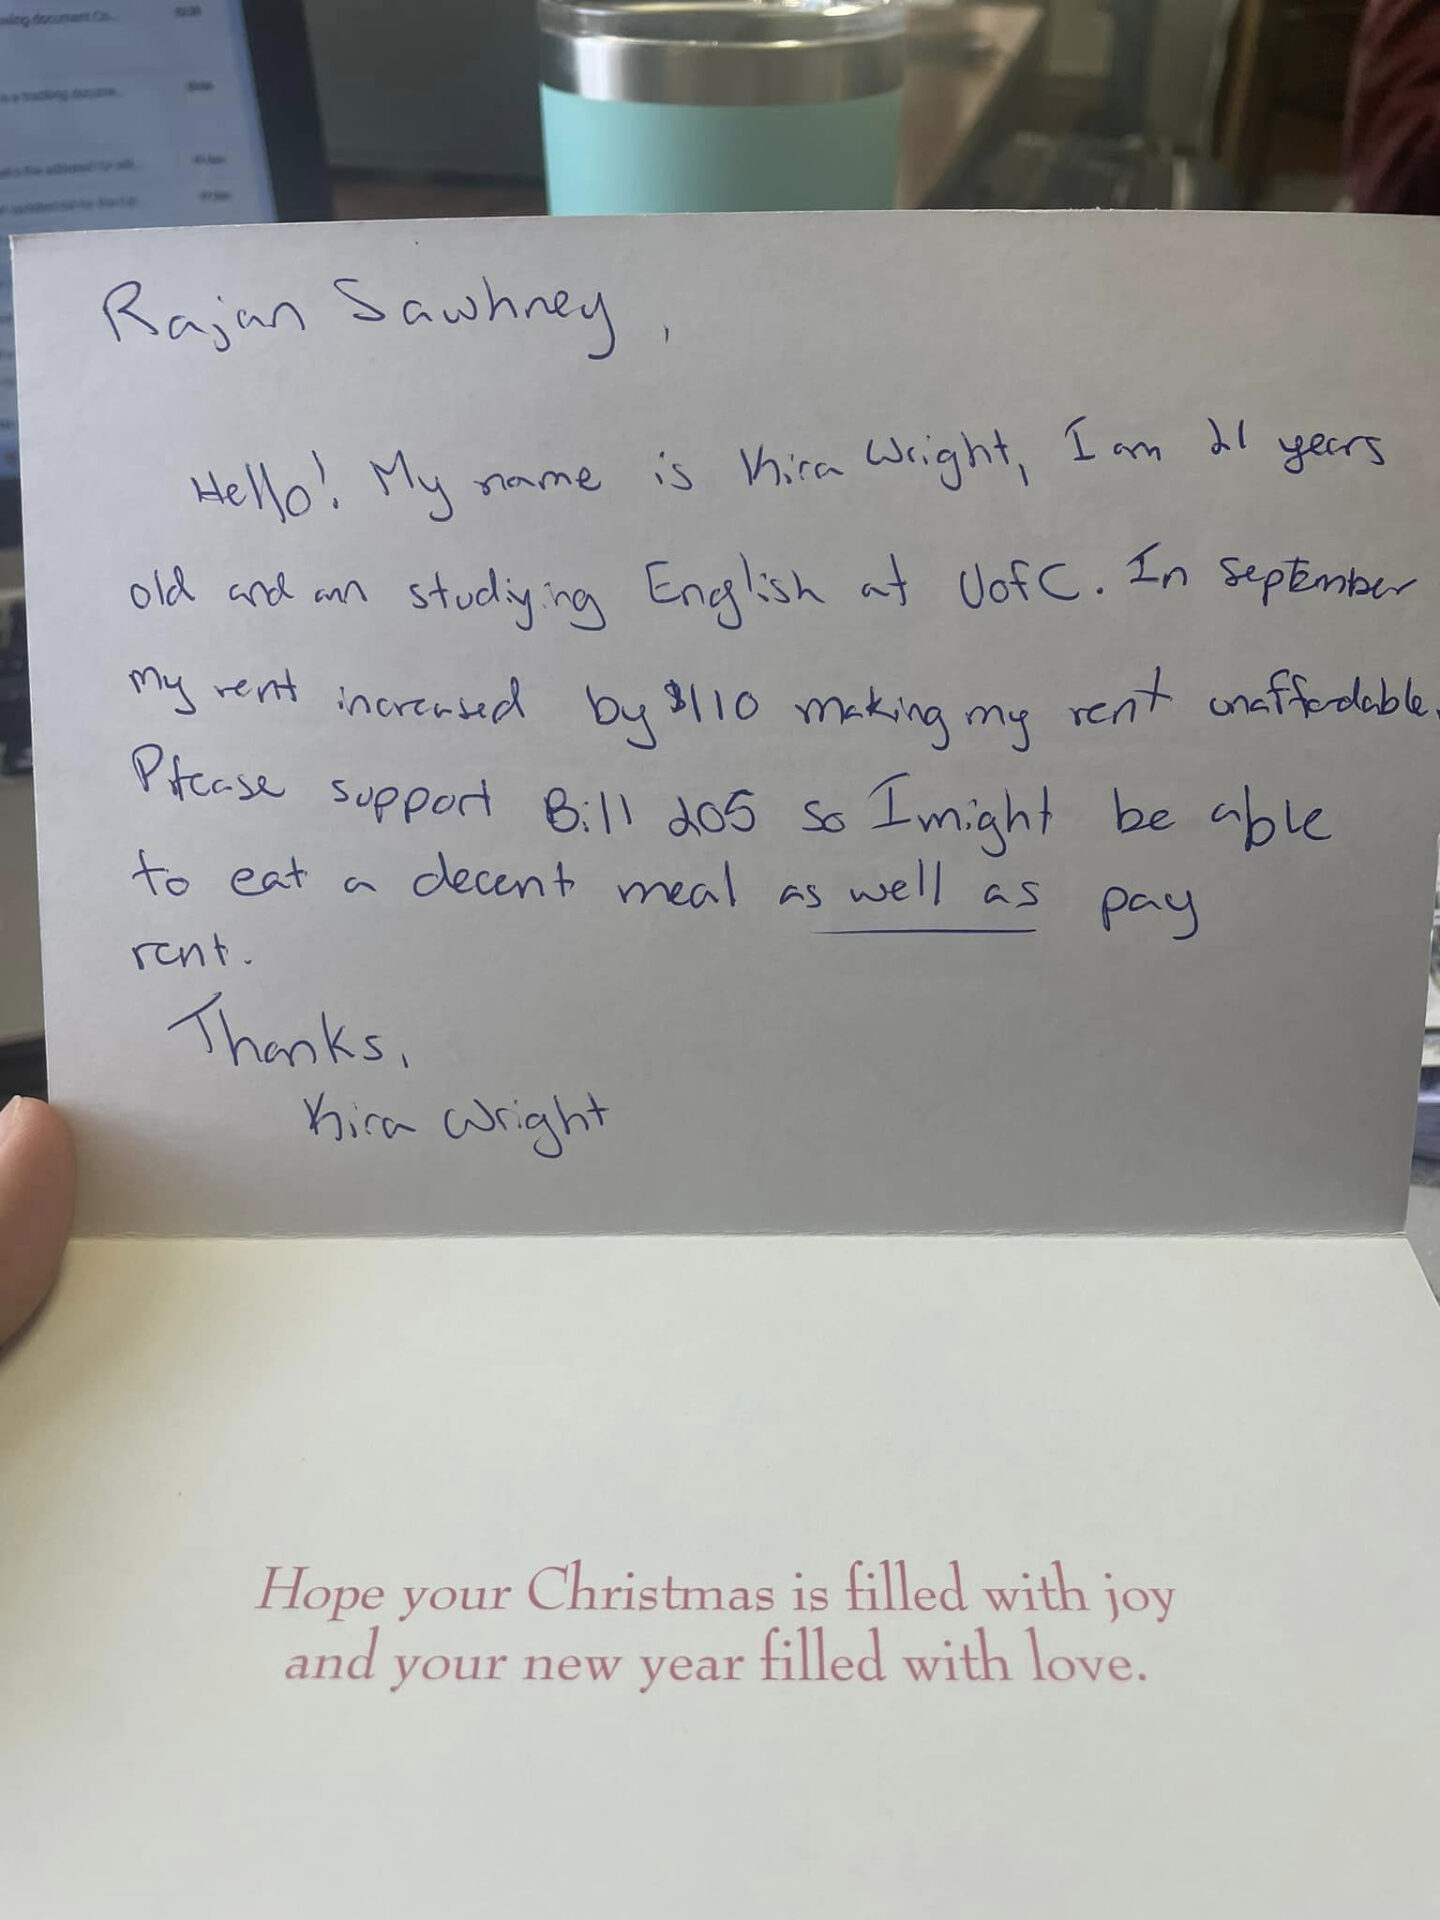 Rajan Sawhney,
Hello! My name is Kira Wright, I am 21 years
old and am studiying English at UofC. In September
my rent increased by $110 making my rent unaffordable.
Please support Bill 205 so I might be able
to eat a decent meal as well as pay
rent.
Thanks,
Kira Wright
Hope your Christmas is filled with joy
and your new year filled with love.